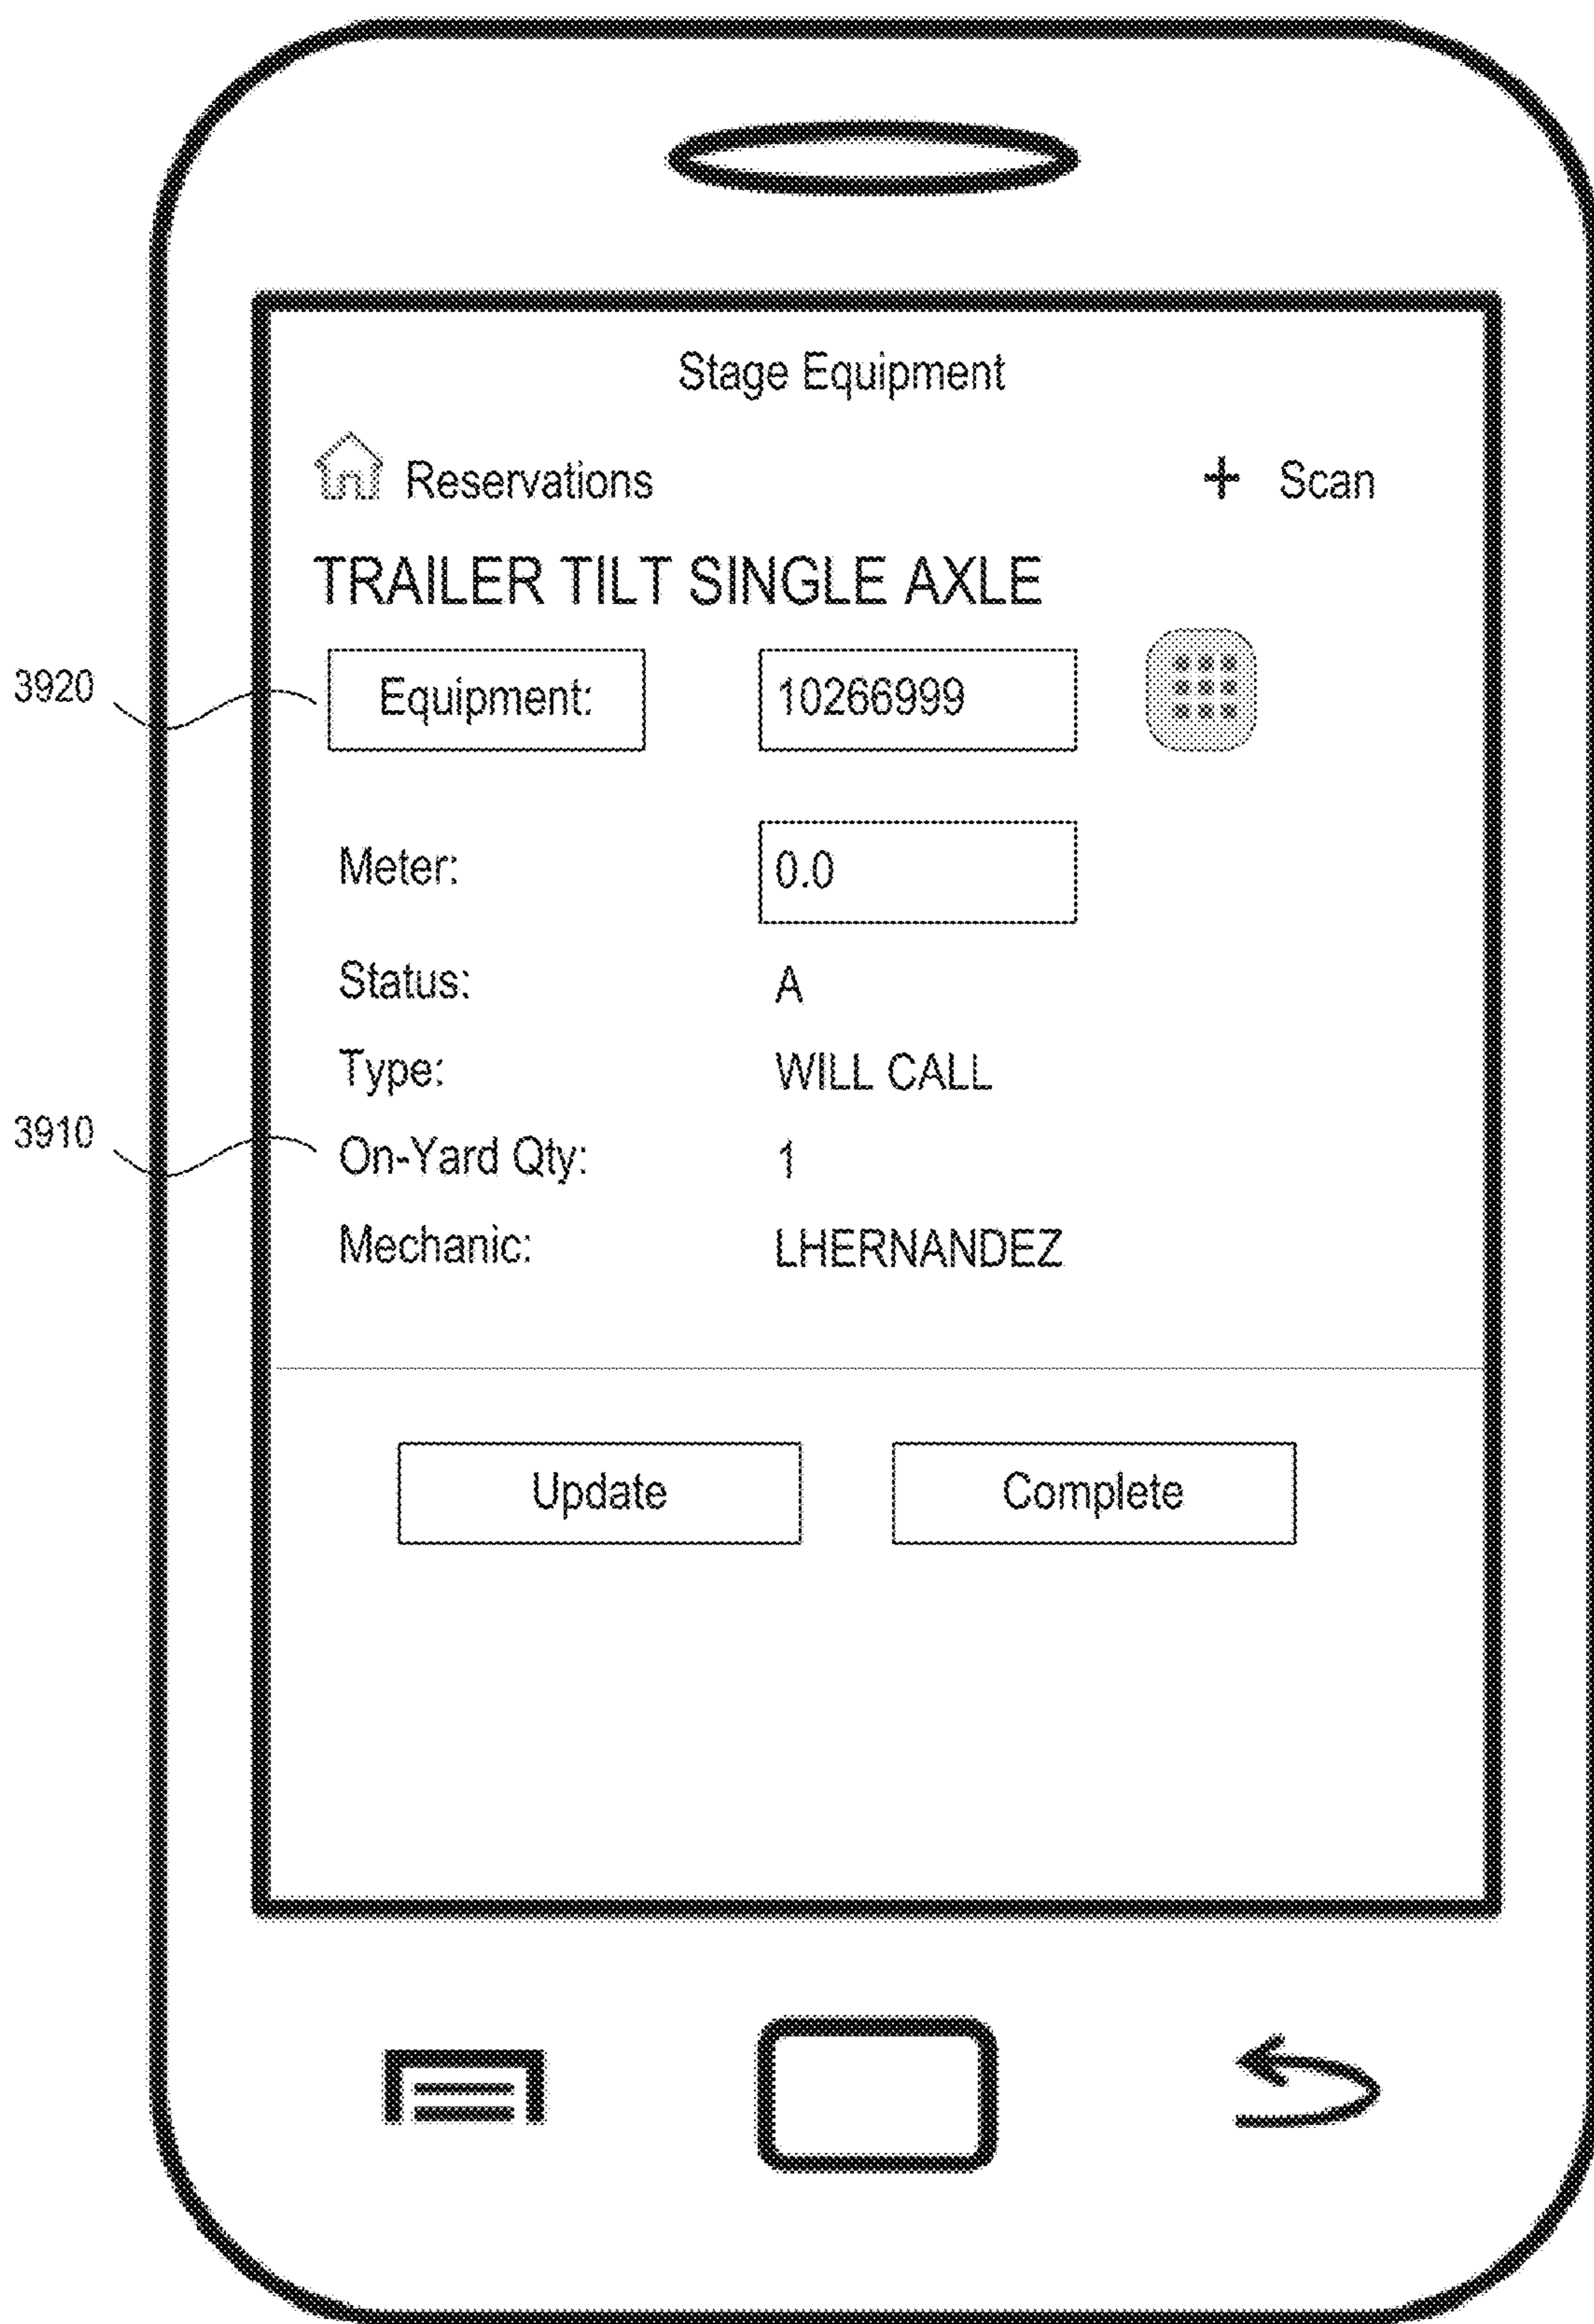 Stage Equipment
Reservations + Scan
TRAILER TILT SINGLE AXLE
3920 Equipment: 10266999
Meter: 0.0
Status: A
Type: WILL CALL
3910 On-Yard Qty: 1
Mechanic: LHERNANDEZ
Update Complete